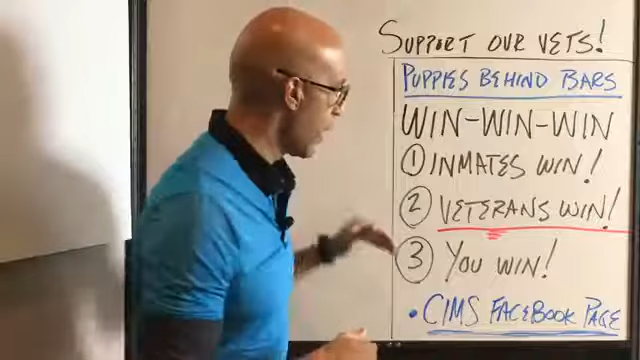 SUPPORT OUR VETS!
PUPPIES BEHIND BARS
WIN-WIN-WIN
1 INMATES WIN!
2 VETERANS WIN!
3 YOU WIN!
• CIMS FACEBOOK PAGE